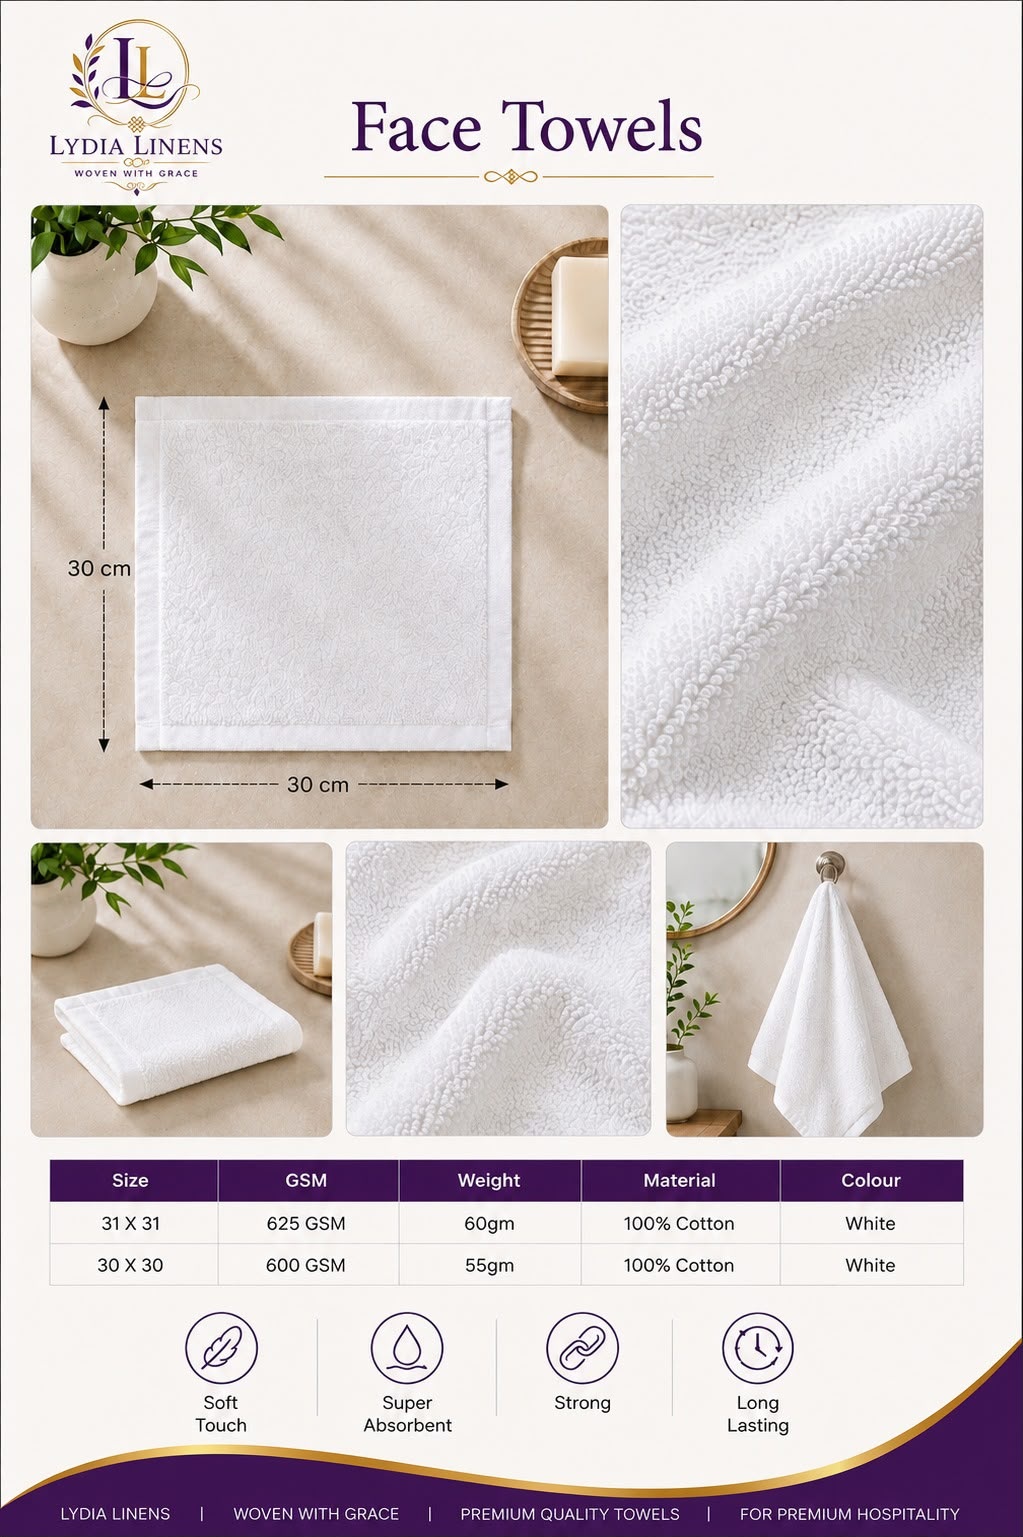 LL
LYDIA LINENS
WOVEN WITH GRACE
Face Towels
30 cm
30 cm
Size GSM Weight Material Colour
31 X 31 625 GSM 60gm 100% Cotton White
30 X 30 600 GSM 55gm 100% Cotton White
Soft Touch
Super Absorbent
Strong
Long Lasting
LYDIA LINENS | WOVEN WITH GRACE | PREMIUM QUALITY TOWELS | FOR PREMIUM HOSPITALITY